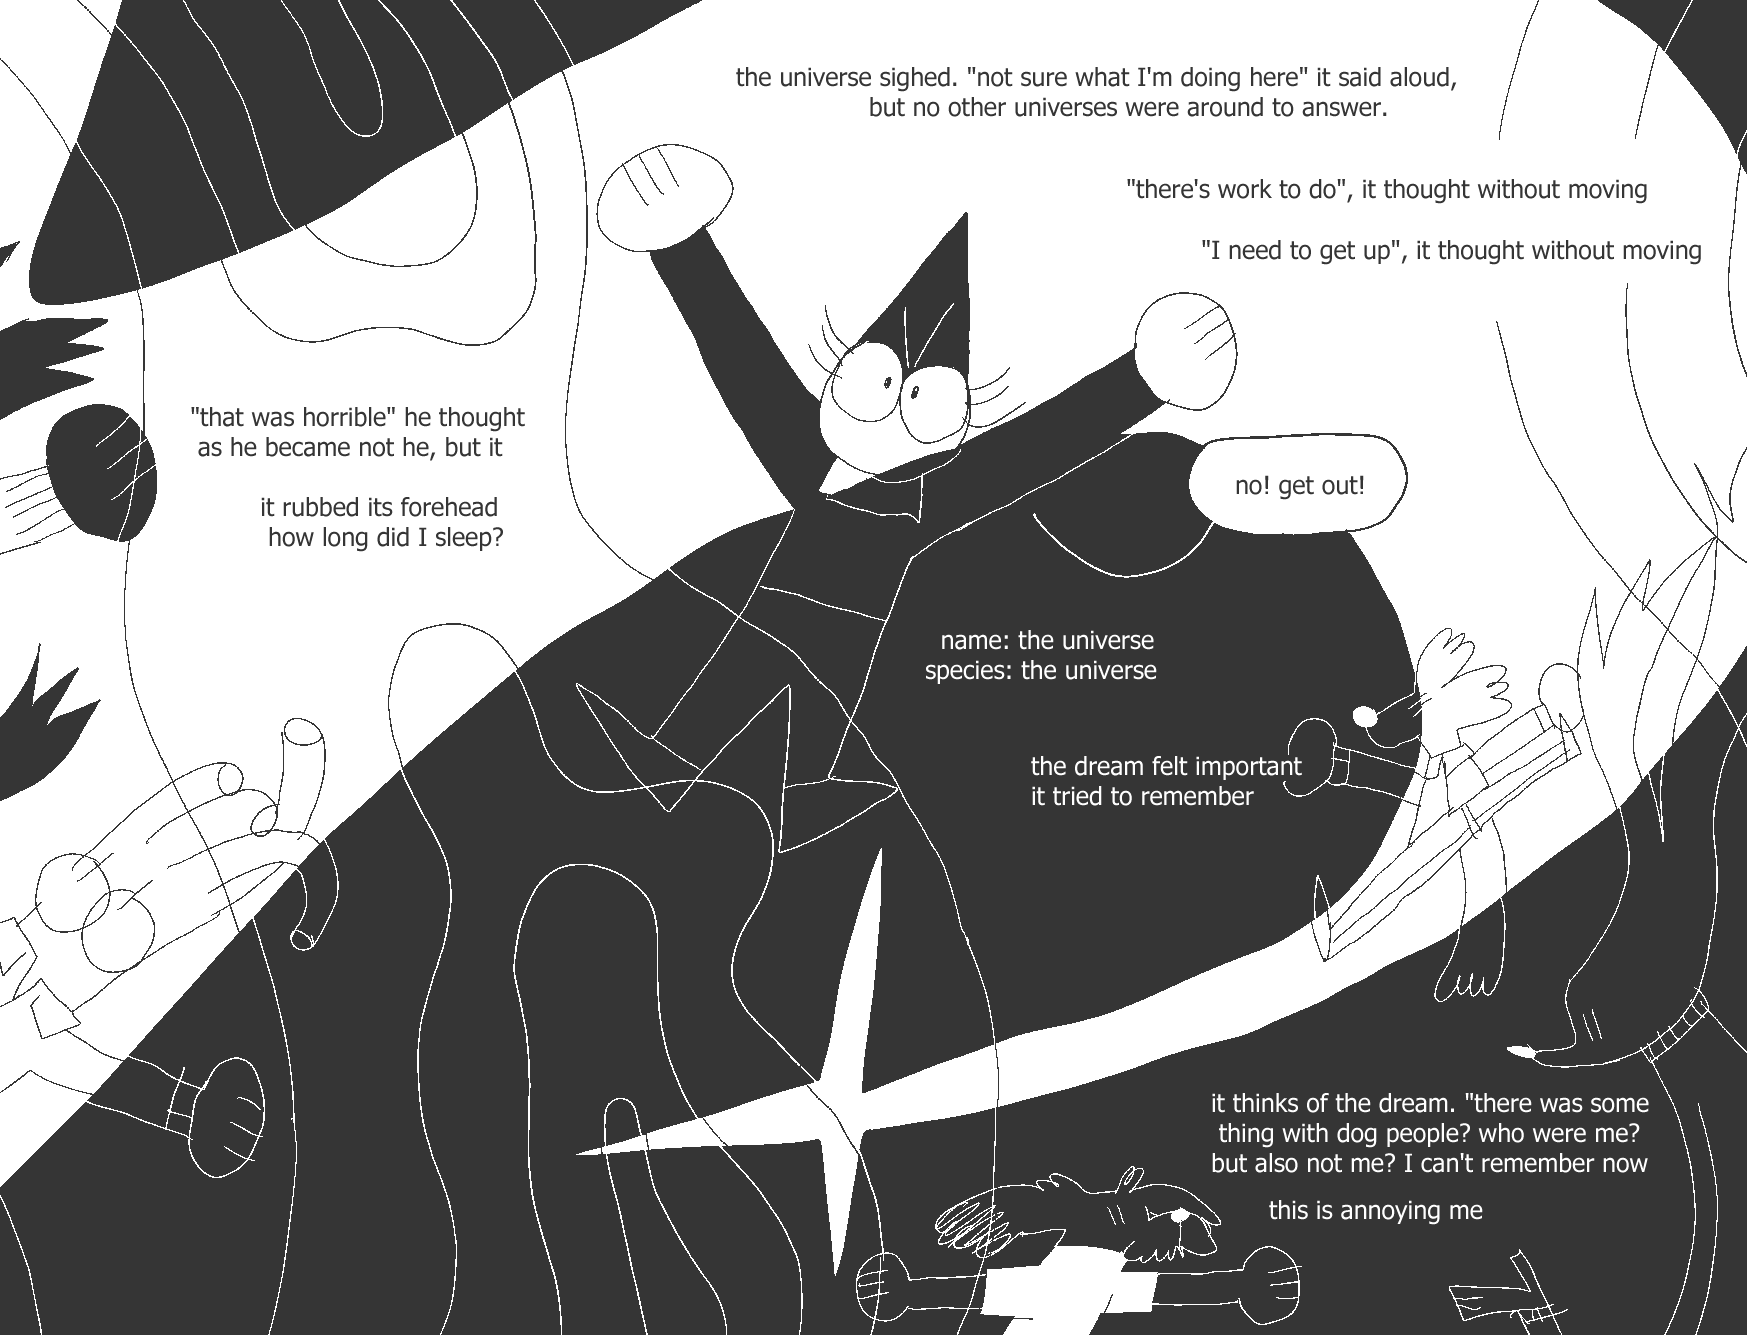 the universe sighed. "not sure what I'm doing here" it said aloud,
but no other universes were around to answer.
"there's work to do", it thought without moving
"I need to get up", it thought without moving
"that was horrible" he thought
as he became not he, but it
it rubbed its forehead
how long did I sleep?
no! get out!
name: the universe
species: the universe
the dream felt important
it tried to remember
it thinks of the dream. "there was some
thing with dog people? who were me?
but also not me? I can't remember now
this is annoying me